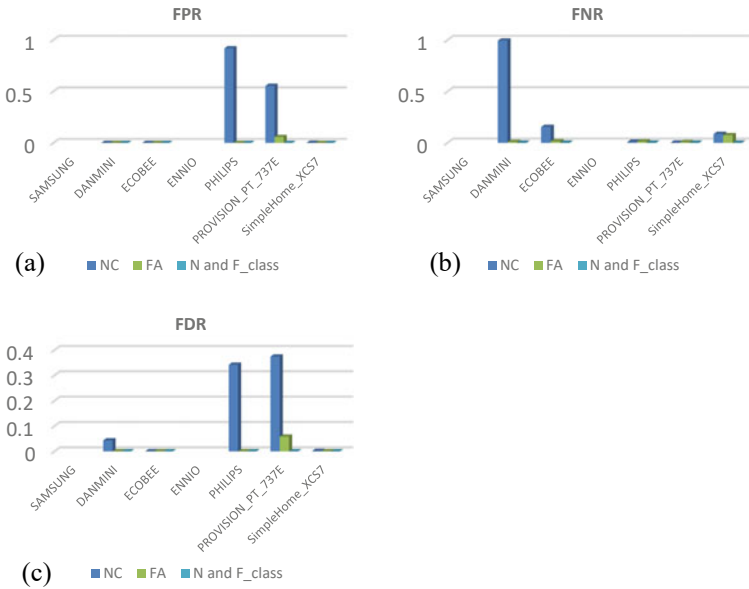 FPR
1
0.5
0
SAMSUNG
DANMINI
ECOBEE
ENNIO
PHILIPS
PROVISION_PT_737E
SimpleHome_XCS7
(a)
NC FA N and F_class
FNR
1
0.5
0
SAMSUNG
DANMINI
ECOBEE
ENNIO
PHILIPS
PROVISION_PT_737E
SimpleHome_XCS7
(b)
NC FA N and F_class
FDR
0.4
0.3
0.2
0.1
0
SAMSUNG
DANMINI
ECOBEE
ENNIO
PHILIPS
PROVISION_PT_737E
SimpleHome_XCS7
(c)
NC FA N and F_class